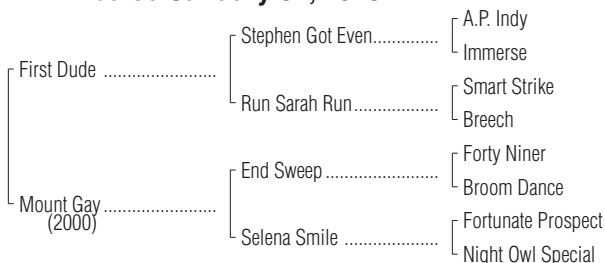 Stephen Got Even
A.P. Indy
Immerse
First Dude
Run Sarah Run
Smart Strike
Breech
End Sweep
Forty Niner
Broom Dance
Mount Gay
(2000)
Selena Smile
Fortunate Prospect
Night Owl Special